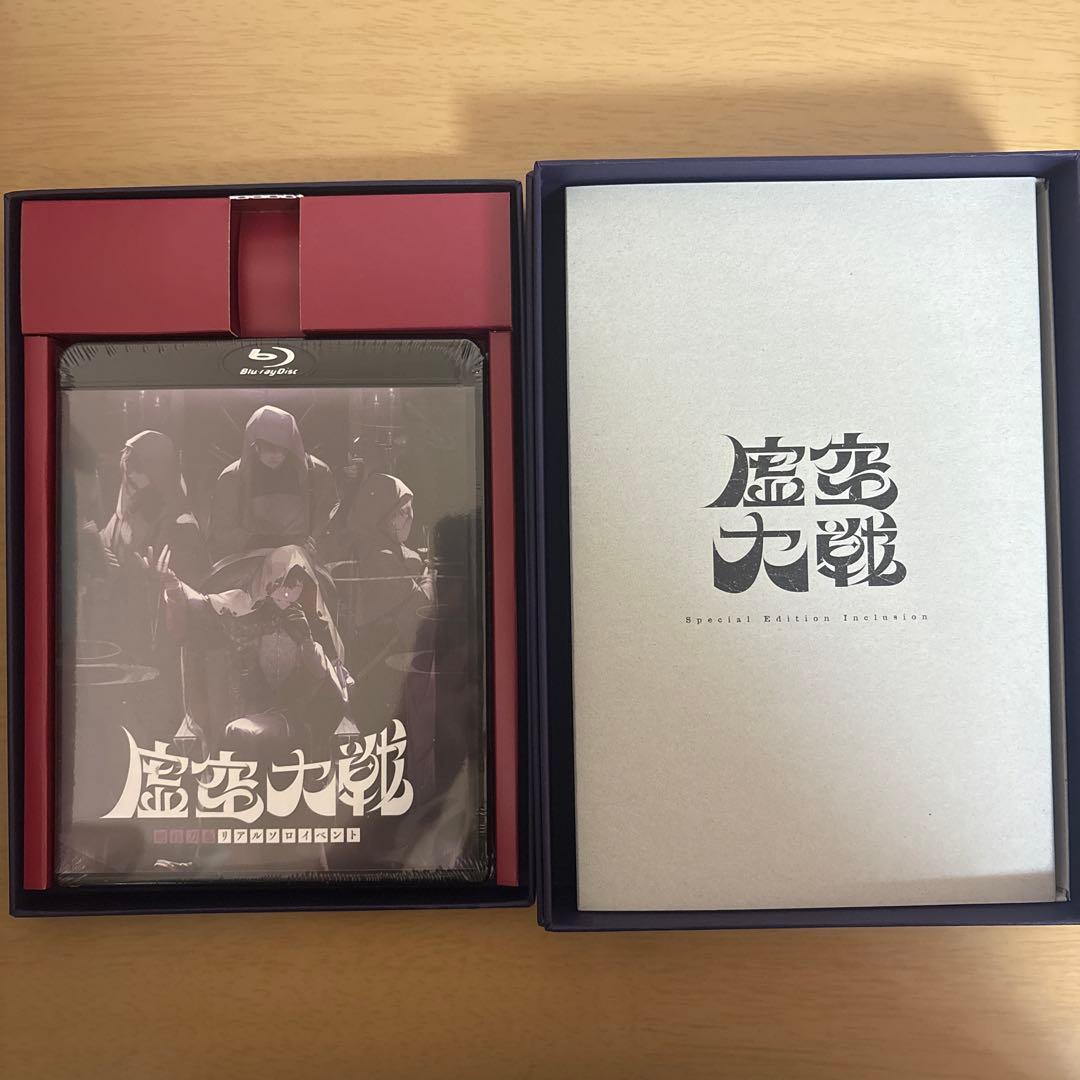 Blu-ray Disc
虚空大戦
リアルソロイベント
虚空
大戦
Special Edition Inclusion